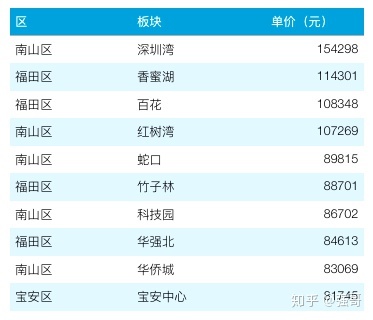 区 板块 单价（元）
南山区 深圳湾 154298
福田区 香蜜湖 114301
福田区 百花 108348
南山区 红树湾 107269
南山区 蛇口 89815
福田区 竹子林 88701
南山区 科技园 86702
福田区 华强北 84613
南山区 华侨城 83069
宝安区 宝安中心 81745
知乎 @强哥